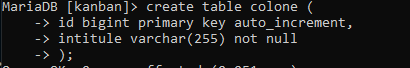 MariaDB [kanban]> create table colone (
-> id bigint primary key auto_increment,
-> intitule varchar(255) not null
-> );